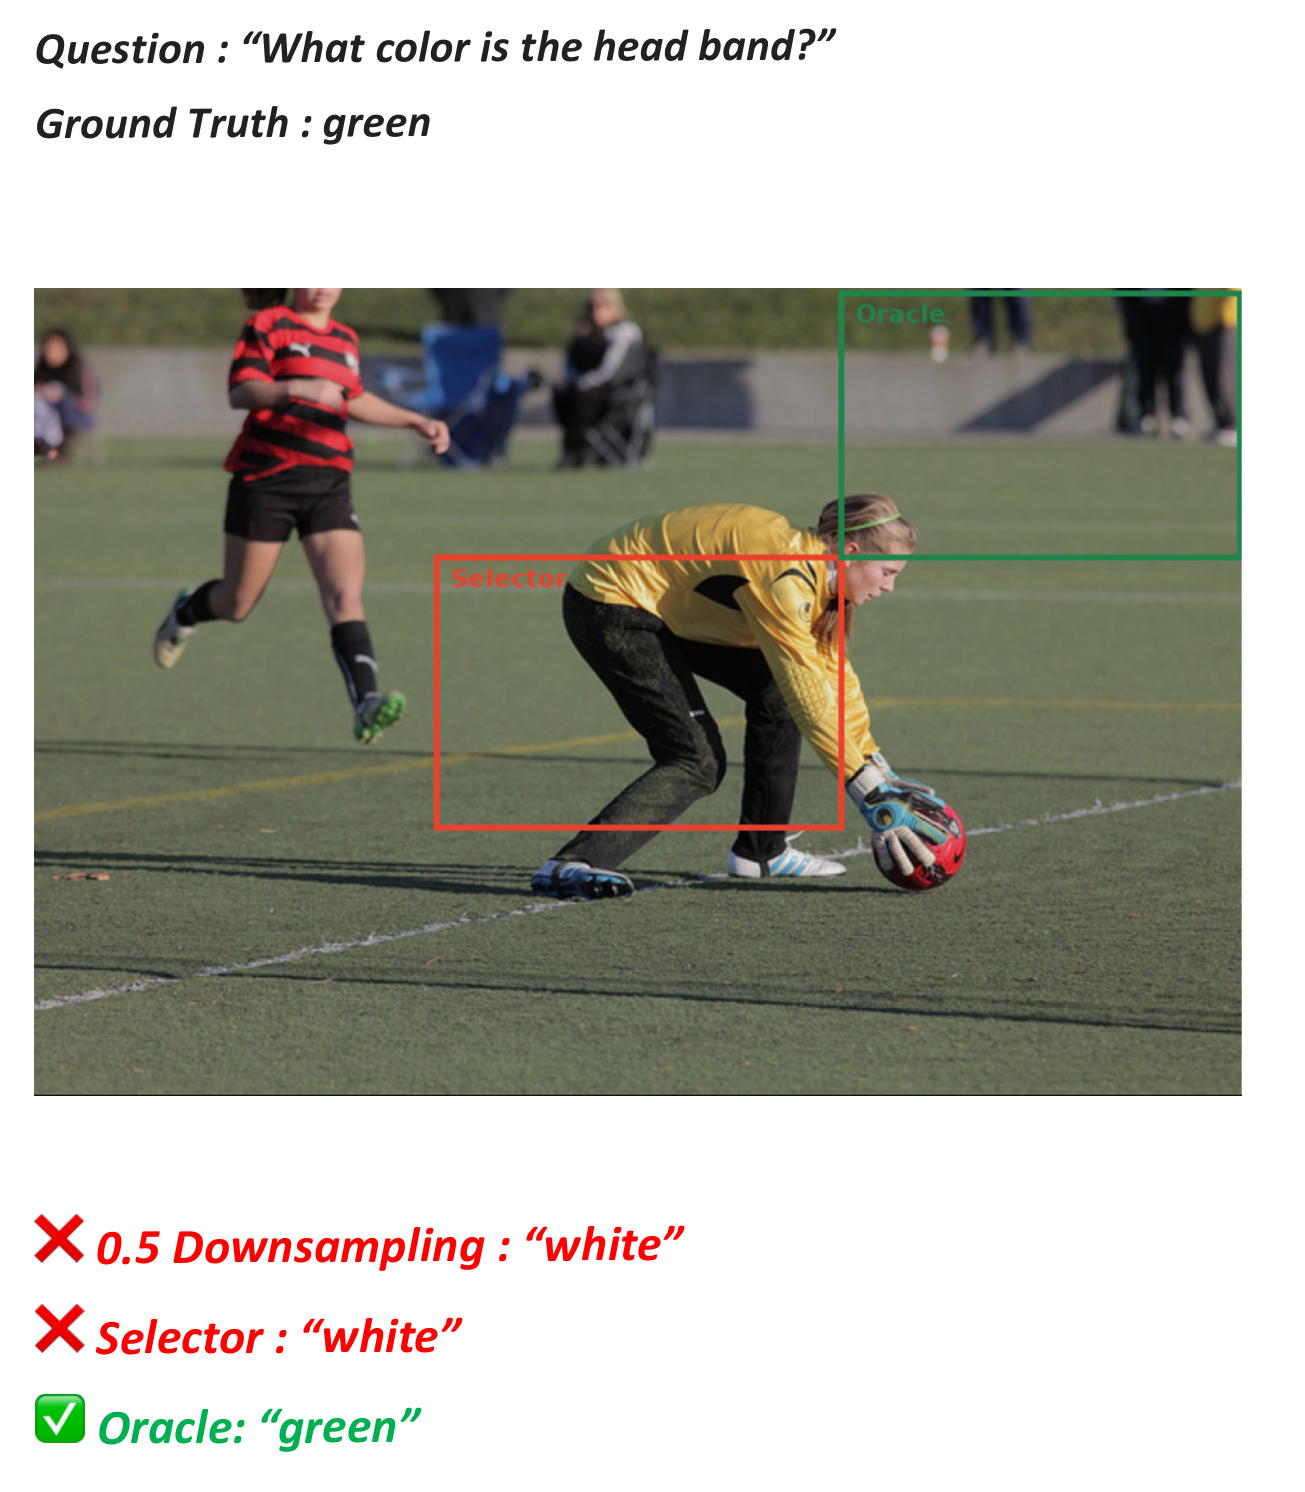 Question : “What color is the head band?”
Ground Truth : green
Oracle
Selector
❌ 0.5 Downsampling : “white”
❌ Selector : “white”
✅ Oracle: “green”